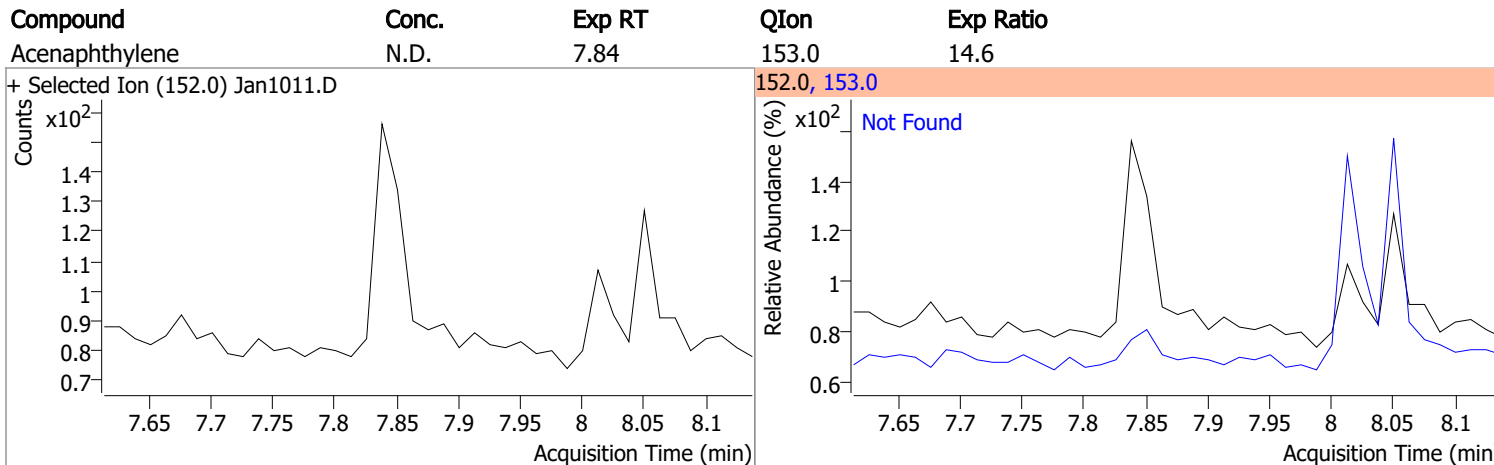 Compound Conc. Exp RT QIon Exp Ratio
Acenaphthylene N.D. 7.84 153.0 14.6
+ Selected Ion (152.0) Jan1011.D
Counts
x10²
1.4
1.3
1.2
1.1
1
0.9
0.8
0.7
7.65 7.7 7.75 7.8 7.85 7.9 7.95 8 8.05 8.1
Acquisition Time (min)
152.0, 153.0
Relative Abundance (%)
x10²
Not Found
1.4
1.2
1
0.8
0.6
7.65 7.7 7.75 7.8 7.85 7.9 7.95 8 8.05 8.1
Acquisition Time (min